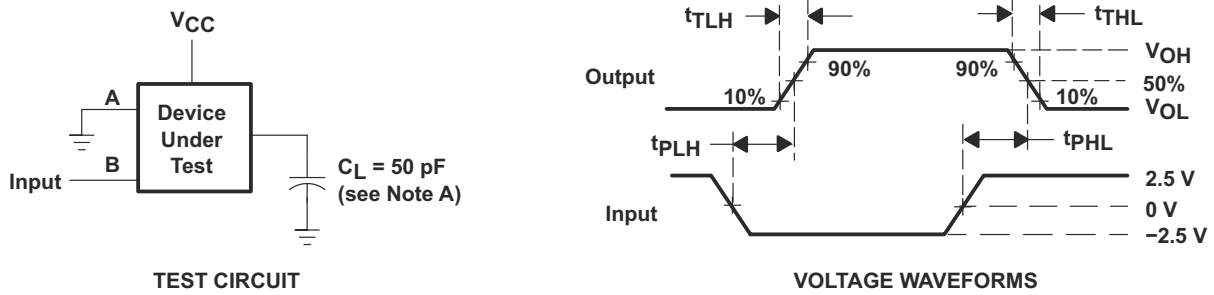 VCC
A
Device
Under
Test
B
Input
CL = 50 pF
(see Note A)
TEST CIRCUIT
tTLH
tTHL
Output
90%
90%
VOH
50%
10%
10%
VOL
tPLH
tPHL
Input
2.5 V
0 V
−2.5 V
VOLTAGE WAVEFORMS